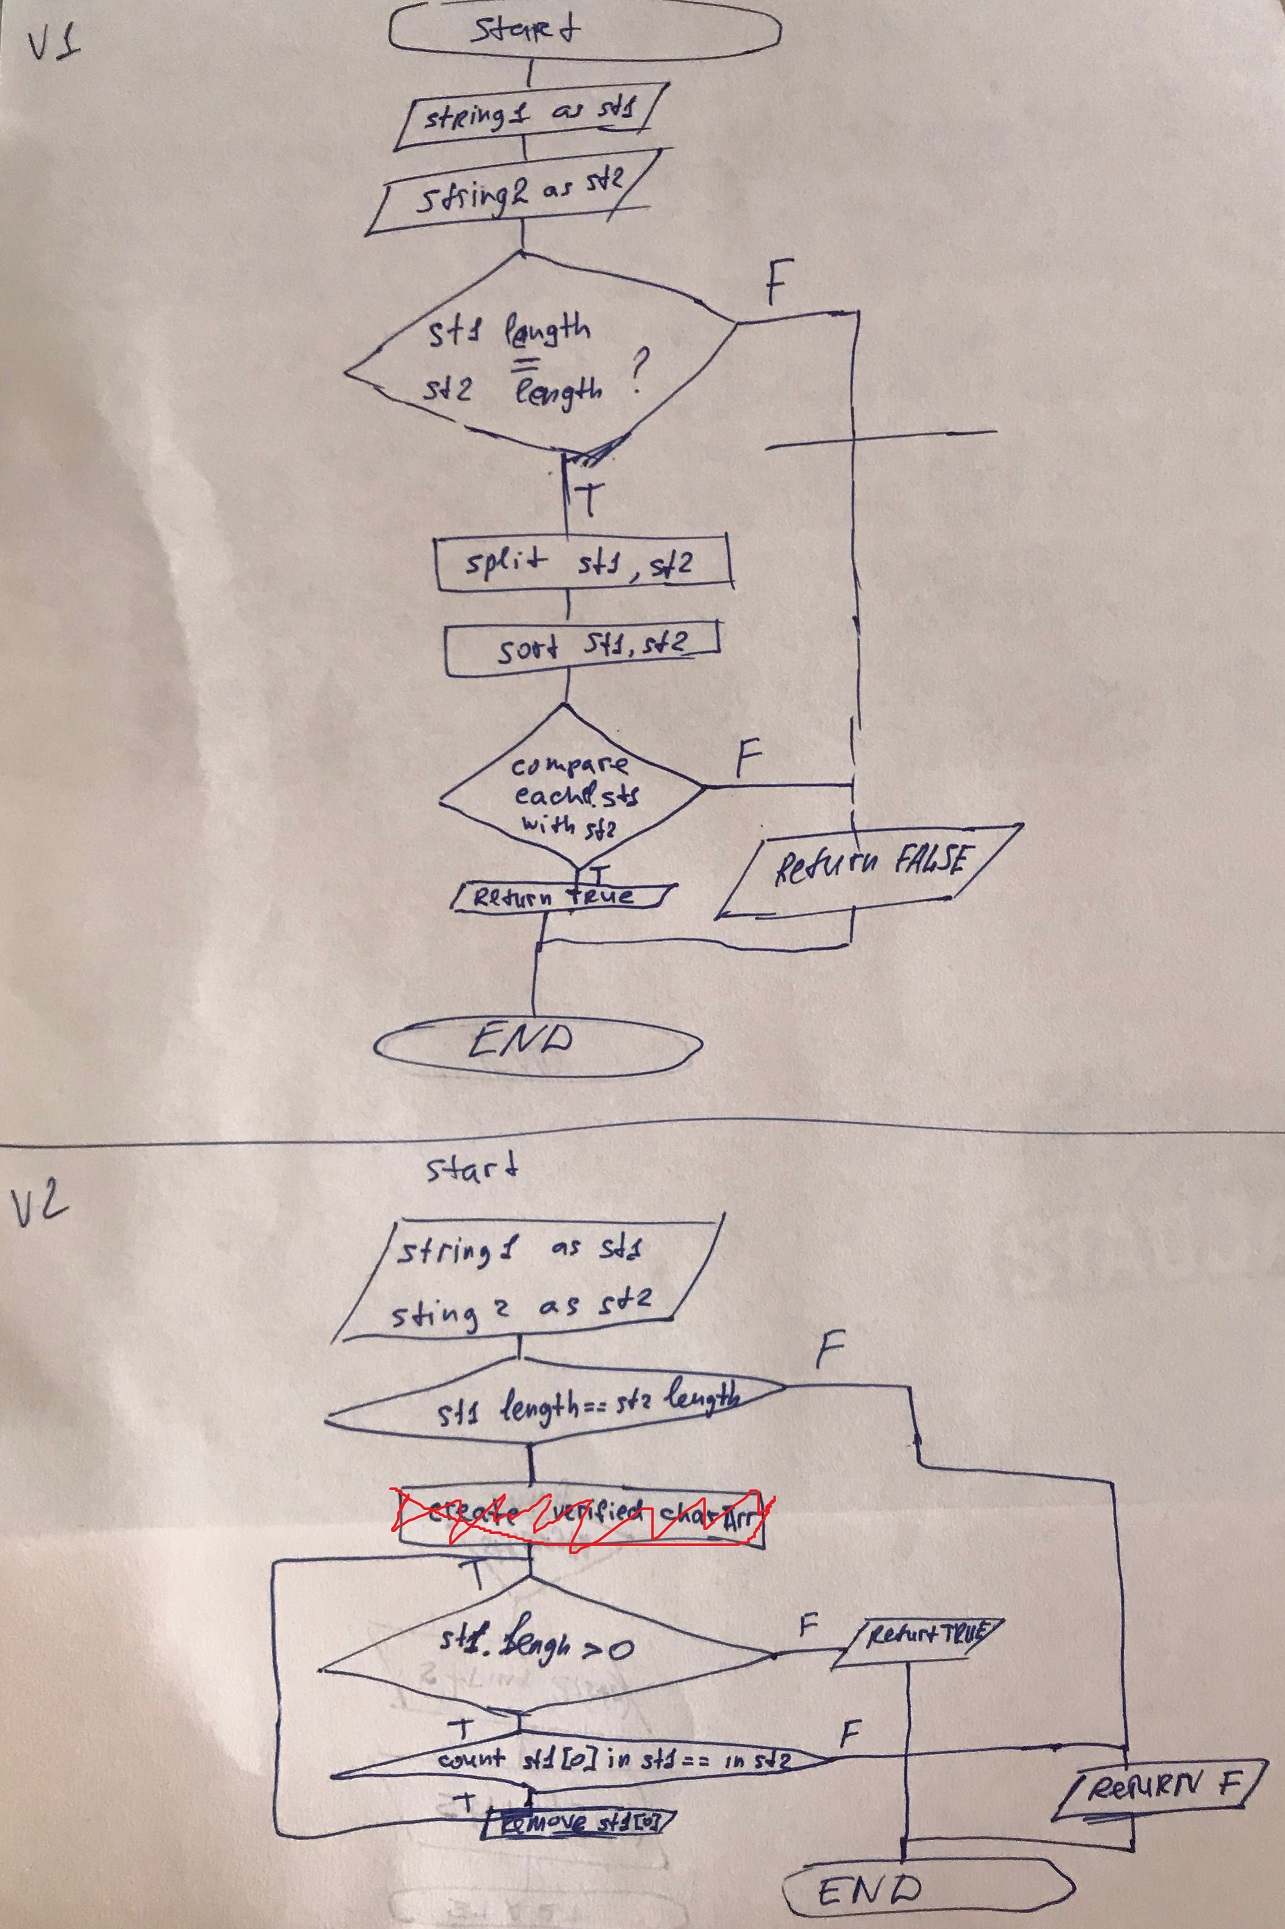 V1
start
string1 as st1
string2 as st2
F
st1 length
=
st2 length ?
T
split st1, st2
sort st1, st2
F
compare
each st1
with st2
T
Return TRUE
Return FALSE
END
V2
start
string1 as st1
sting 2 as st2
F
st1 length == st2 length
create verified charArr
T
st1.lengh > 0
F
Return TRUE
T
F
count st1[0] in st1 == in st2
T
Remove st1[0]
RETURN F
END